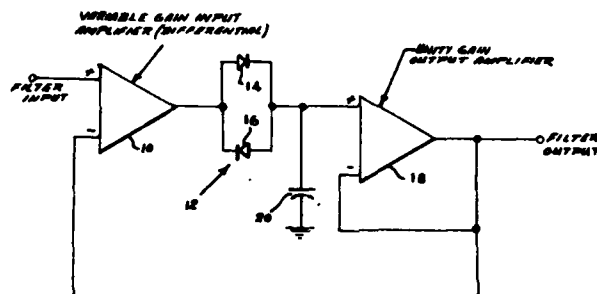 VARIABLE GAIN INPUT
AMPLIFIER (DIFFERENTIAL)
UNITY GAIN
OUTPUT AMPLIFIER
+
FILTER
INPUT
-
10
14
16
12
20
+
-
18
FILTER
OUTPUT